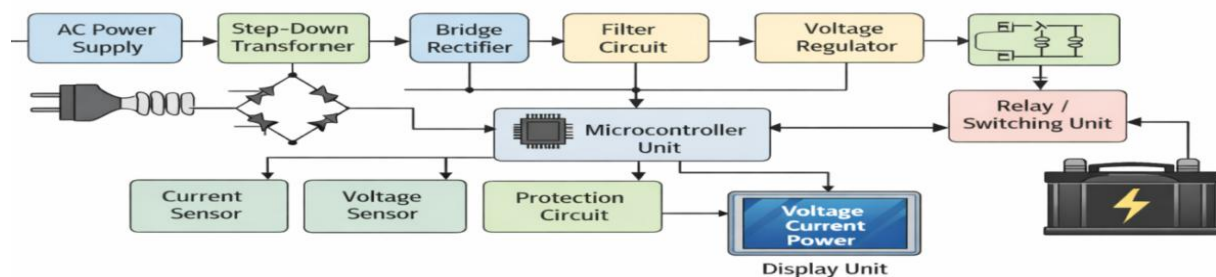 AC Power
Supply
Step-Down
Transforner
Bridge
Rectifier
Filter
Circuit
Voltage
Regulator
Microcontroller
Unit
Relay /
Switching Unit
Current
Sensor
Voltage
Sensor
Protection
Circuit
Voltage
Current
Power
Display Unit